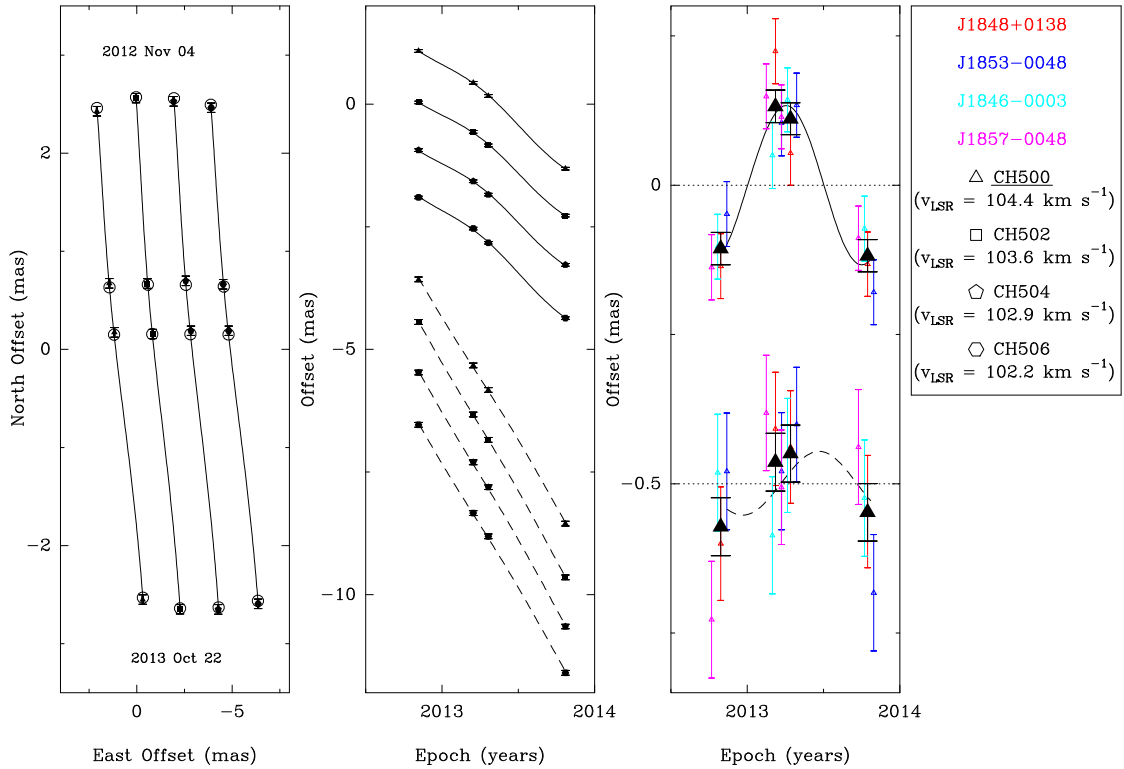 2012 Nov 04
2013 Oct 22
2
0
−2
0
−5
North Offset (mas)
East Offset (mas)
0
−5
−10
2013
2014
Offset (mas)
Epoch (years)
0
−0.5
2013
2014
Offset (mas)
Epoch (years)
J1848+0138
J1853−0048
J1846−0003
J1857−0048
CH500
(vLSR = 104.4 km s−1)
CH502
(vLSR = 103.6 km s−1)
CH504
(vLSR = 102.9 km s−1)
CH506
(vLSR = 102.2 km s−1)